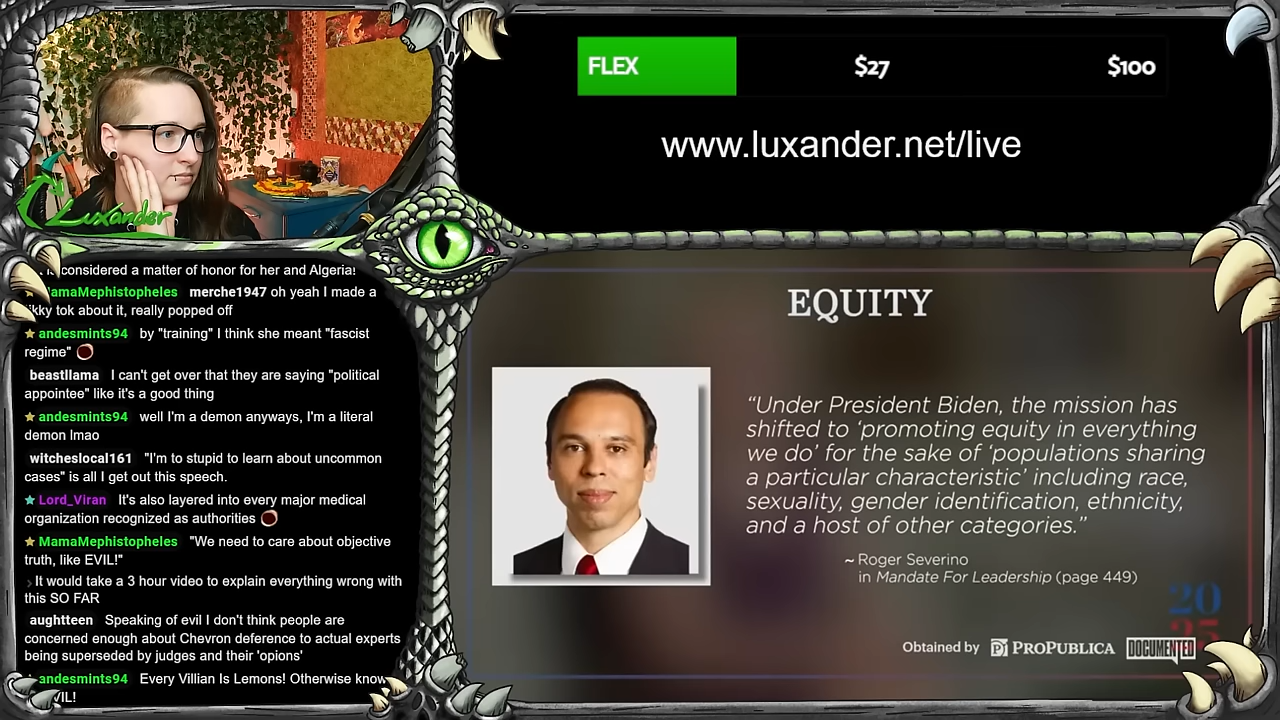 FLEX $27 $100
www.luxander.net/live
Luxander
considered a matter of honor for her and Algeria!
amaMephistopheles merche1947 oh yeah I made a
ikky tok about it, really popped off
andesmints94 by "training" I think she meant "fascist
regime"
beastllama I can't get over that they are saying "political
appointee" like it's a good thing
andesmints94 well I'm a demon anyways, I'm a literal
demon lmao
witcheslocal161 "I'm to stupid to learn about uncommon
cases" is all I get out this speech.
Lord_Viran It's also layered into every major medical
organization recognized as authorities
MamaMephistopheles "We need to care about objective
truth, like EVIL!"
It would take a 3 hour video to explain everything wrong with
this SO FAR
aughtteen Speaking of evil I don't think people are
concerned enough about Chevron deference to actual experts
being superseded by judges and their 'opions'
andesmints94 Every Villian Is Lemons! Otherwise know
VIL!
EQUITY
“Under President Biden, the mission has
shifted to ‘promoting equity in everything
we do’ for the sake of ‘populations sharing
a particular characteristic’ including race,
sexuality, gender identification, ethnicity,
and a host of other categories.”
~ Roger Severino
in Mandate For Leadership (page 449)
2025
Obtained by PROPUBLICA DOCUMENTED